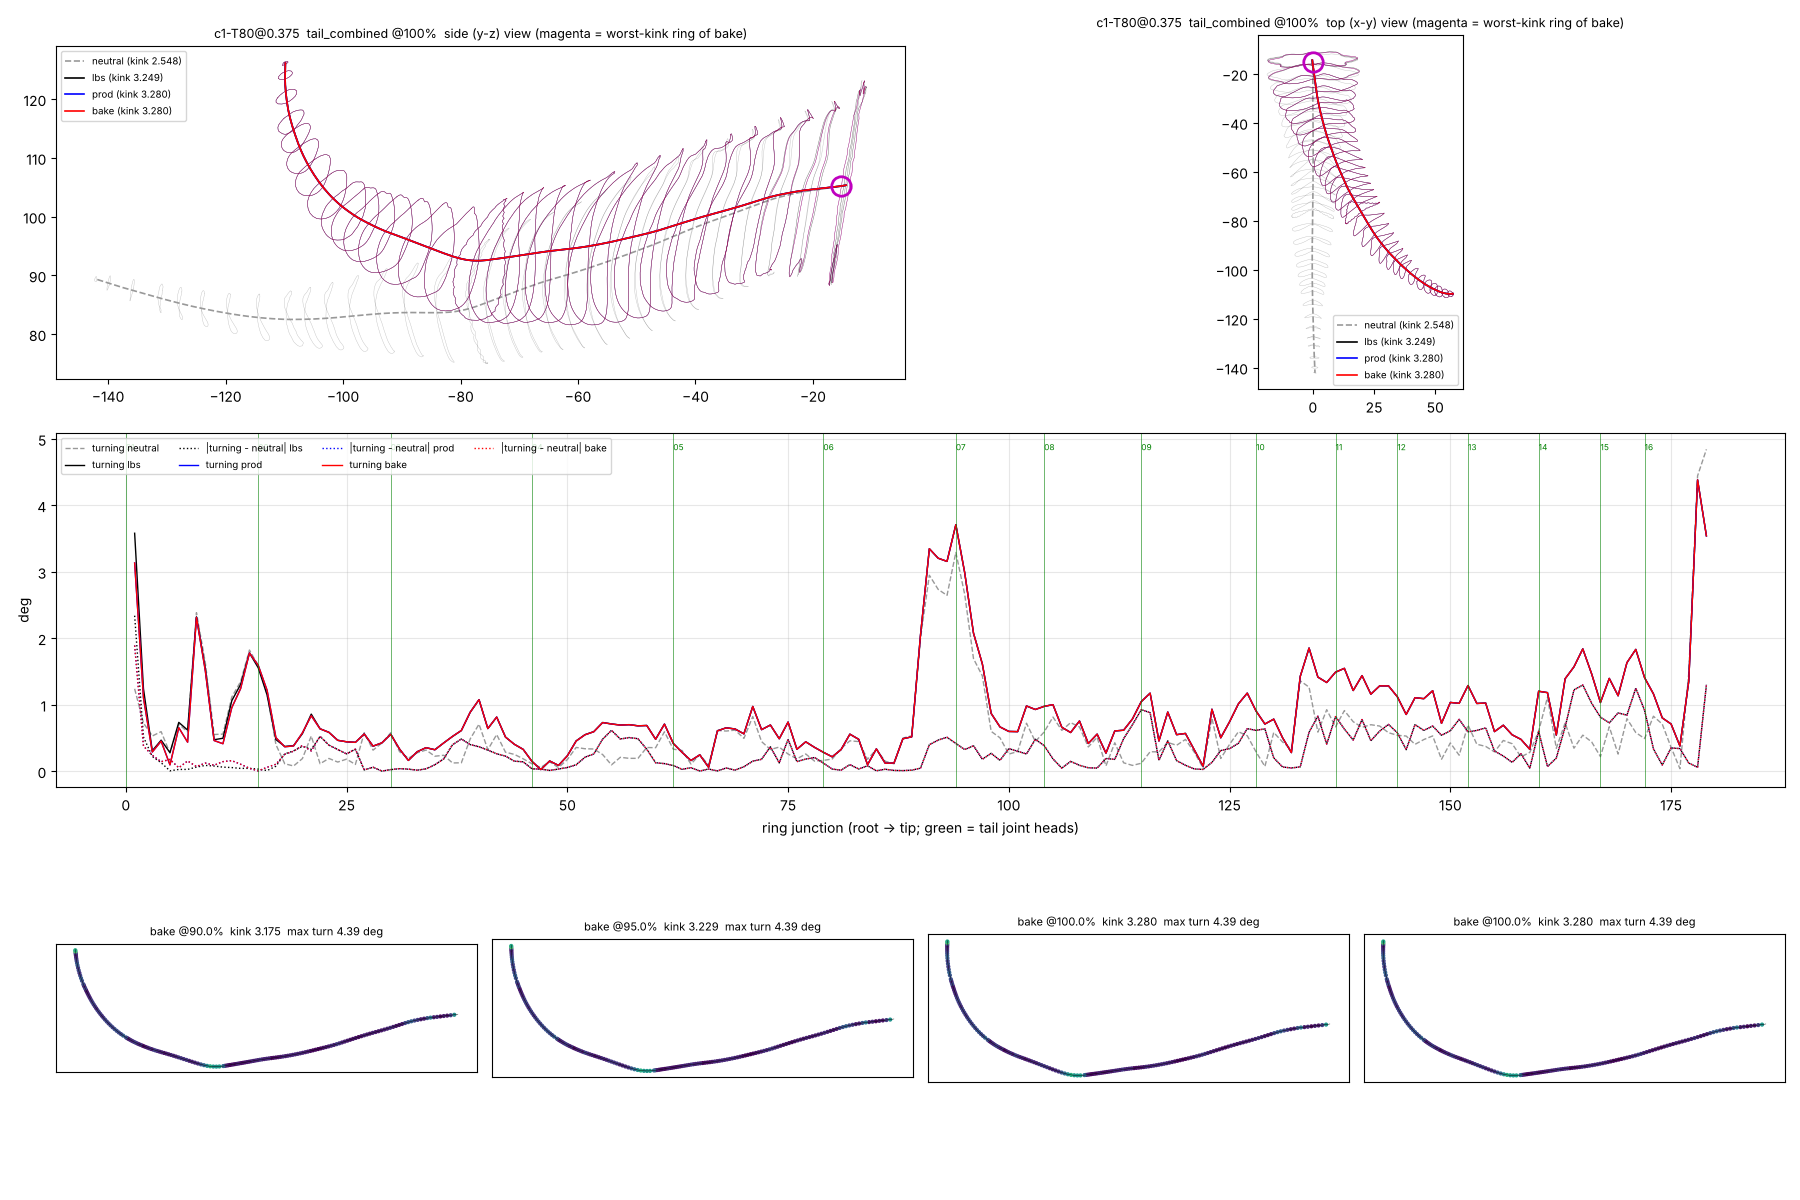 c1-T80@0.375  tail_combined @100%  side (y-z) view (magenta = worst-kink ring of bake)
neutral (kink 2.548)
lbs (kink 3.249)
prod (kink 3.280)
bake (kink 3.280)
120
110
100
90
80
−140 −120 −100 −80 −60 −40 −20
c1-T80@0.375  tail_combined @100%  top (x-y) view (magenta = worst-kink ring of bake)
−20
−40
−60
−80
−100
−120
−140
neutral (kink 2.548)
lbs (kink 3.249)
prod (kink 3.280)
bake (kink 3.280)
0 25 50
turning neutral |turning - neutral| lbs |turning - neutral| prod |turning - neutral| bake
turning lbs turning prod turning bake
05 06 07 08 09 10 11 12 13 14 15 16
5
4
3
2
1
0
deg
0 25 50 75 100 125 150 175
ring junction (root → tip; green = tail joint heads)
bake @90.0%  kink 3.175  max turn 4.39 deg
bake @95.0%  kink 3.229  max turn 4.39 deg
bake @100.0%  kink 3.280  max turn 4.39 deg
bake @100.0%  kink 3.280  max turn 4.39 deg